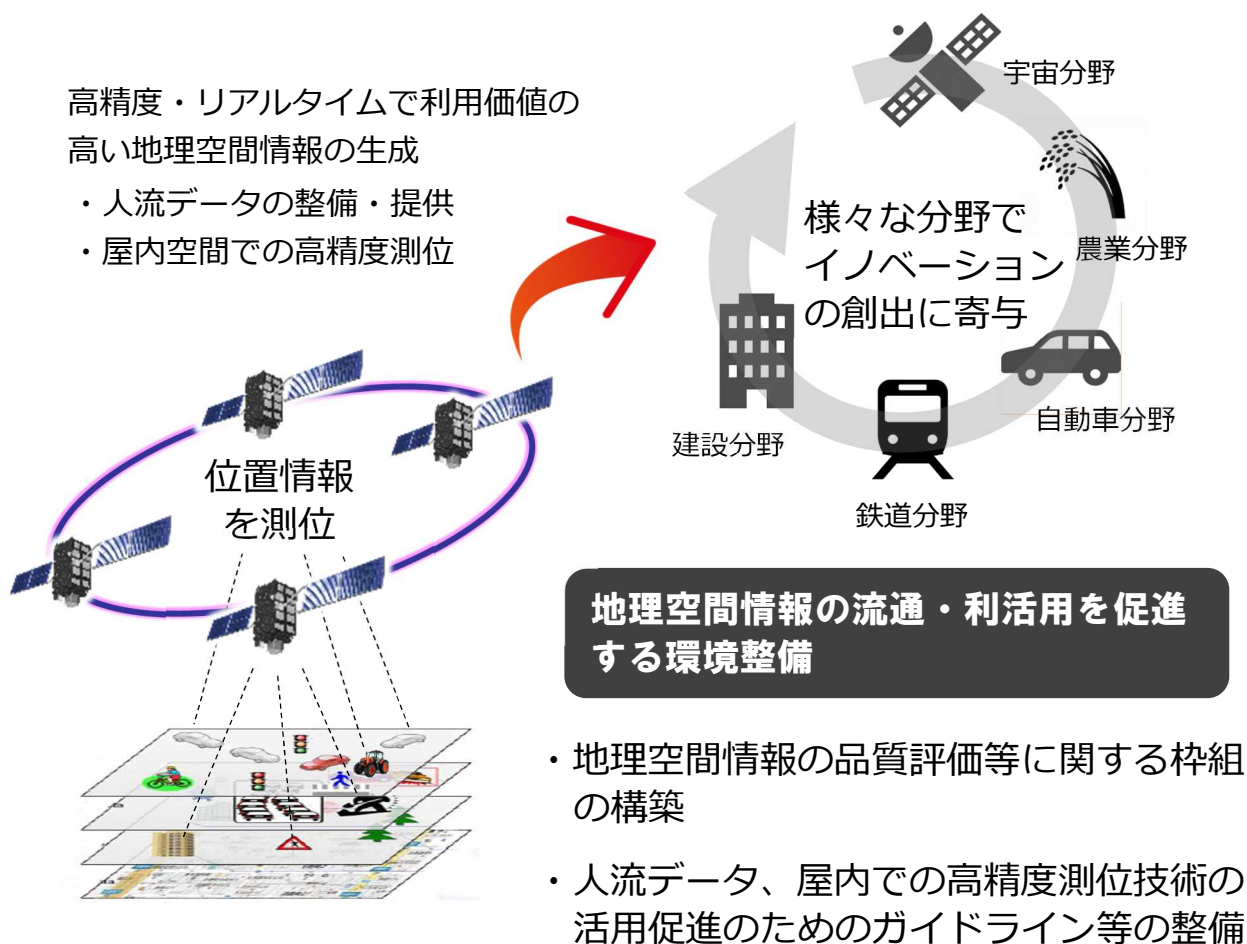 高精度・リアルタイムで利用価値の
高い地理空間情報の生成
・人流データの整備・提供
・屋内空間での高精度測位
宇宙分野
農業分野
自動車分野
鉄道分野
建設分野
様々な分野で
イノベーション
の創出に寄与
位置情報
を測位
地理空間情報の流通・利活用を促進
する環境整備
・地理空間情報の品質評価等に関する枠組
の構築
・人流データ、屋内での高精度測位技術の
活用促進のためのガイドライン等の整備